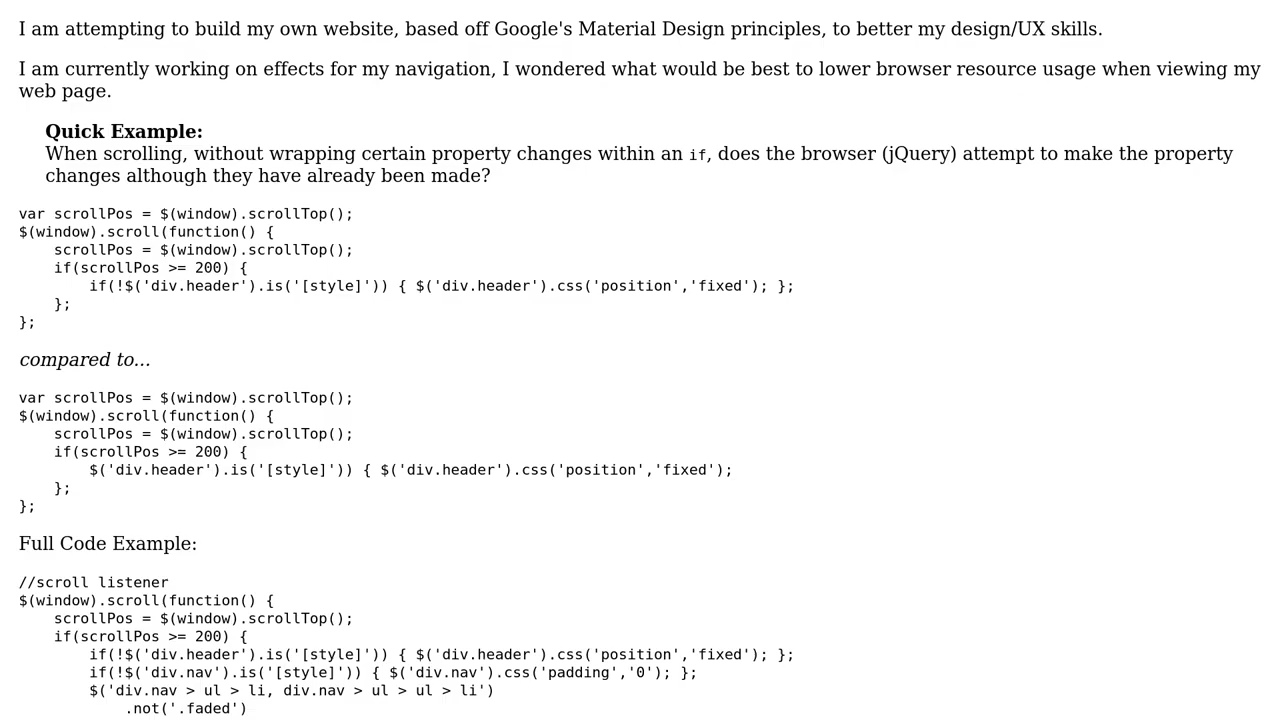 I am attempting to build my own website, based off Google's Material Design principles, to better my design/UX skills.
I am currently working on effects for my navigation, I wondered what would be best to lower browser resource usage when viewing my
web page.
Quick Example:
When scrolling, without wrapping certain property changes within an if, does the browser (jQuery) attempt to make the property
changes although they have already been made?
var scrollPos = $(window).scrollTop();
$(window).scroll(function() {
    scrollPos = $(window).scrollTop();
    if(scrollPos >= 200) {
        if(!$('div.header').is('[style]')) { $('div.header').css('position','fixed'); };
    };
};
compared to...
var scrollPos = $(window).scrollTop();
$(window).scroll(function() {
    scrollPos = $(window).scrollTop();
    if(scrollPos >= 200) {
        $('div.header').is('[style]')) { $('div.header').css('position','fixed');
    };
};
Full Code Example:
//scroll listener
$(window).scroll(function() {
    scrollPos = $(window).scrollTop();
    if(scrollPos >= 200) {
        if(!$('div.header').is('[style]')) { $('div.header').css('position','fixed'); };
        if(!$('div.nav').is('[style]')) { $('div.nav').css('padding','0'); };
        $('div.nav > ul > li, div.nav > ul > ul > li')
            .not('.faded')